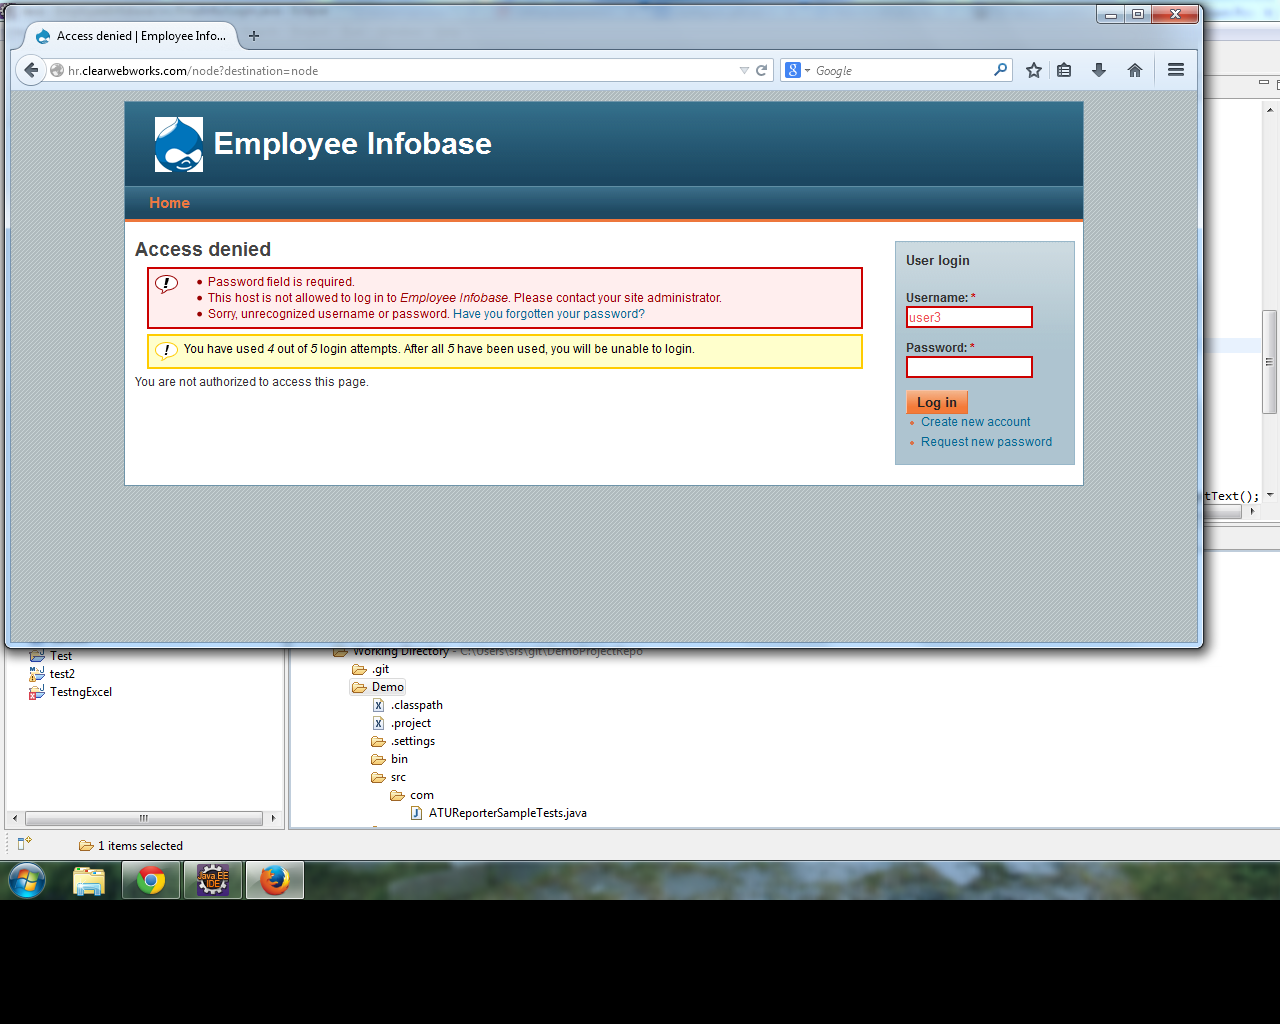 Access denied | Employee Info...
hr.clearwebworks.com/node?destination=node
Google
Employee Infobase
Home
Access denied
Password field is required.
This host is not allowed to log in to Employee Infobase. Please contact your site administrator.
Sorry, unrecognized username or password. Have you forgotten your password?
You have used 4 out of 5 login attempts. After all 5 have been used, you will be unable to login.
You are not authorized to access this page.
User login
Username: *
user3
Password: *
Log in
Create new account
Request new password
tText();
Test
test2
TestngExcel
Working Directory - C:\Users\srs\git\DemoProjectRepo
.git
Demo
.classpath
.project
.settings
bin
src
com
ATUReporterSampleTests.java
1 items selected
Java EE
IDE